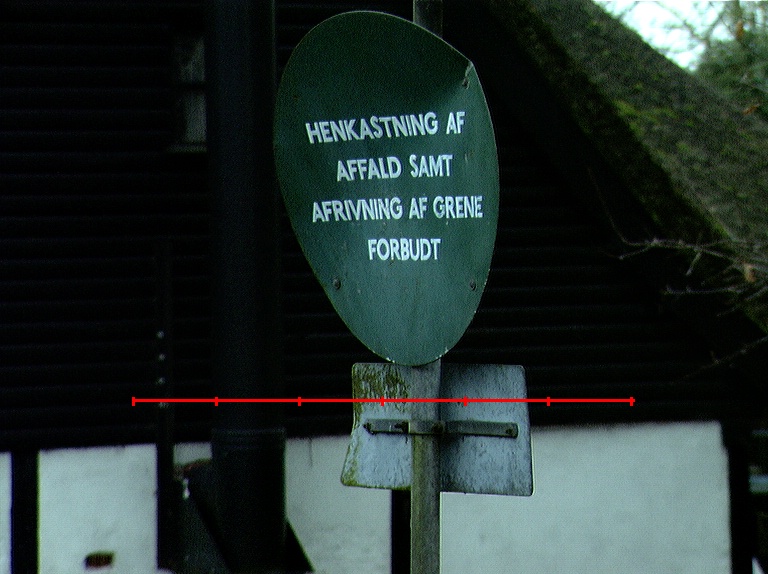 HENKASTNING AF
AFFALD SAMT
AFRIVNING AF GRENE
FORBUDT